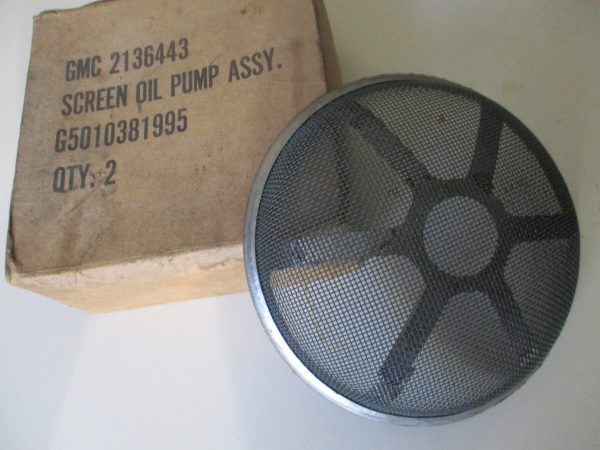 GMC 2136443
SCREEN OIL PUMP ASSY.
G5010381995
QTY. 2